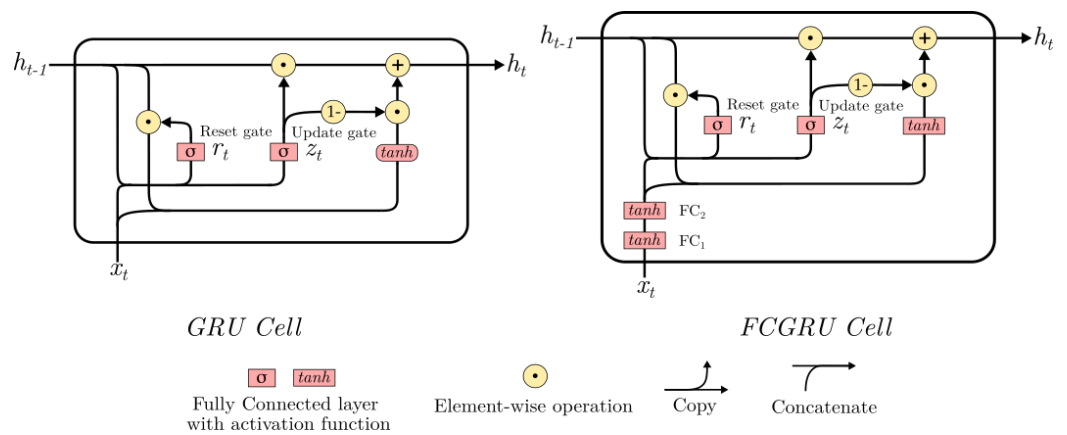 h_{t-1}
h_t
1-
+
Reset gate
Update gate
σ
r_t
σ
z_t
tanh
x_t
GRU Cell
h_{t-1}
h_t
+
1-
Reset gate
Update gate
σ
r_t
σ
z_t
tanh
tanh FC₂
tanh FC₁
x_t
FCGRU Cell
σ tanh
Fully Connected layer
with activation function
Element-wise operation
Copy
Concatenate